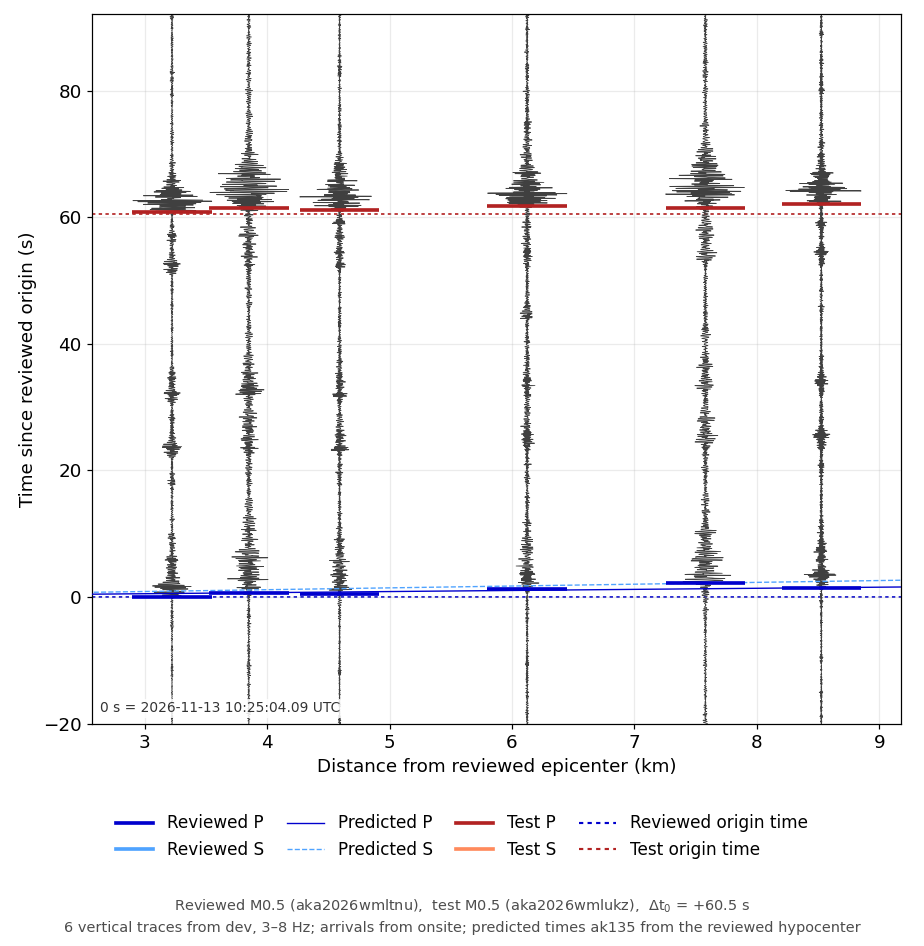 80
60
40
20
0
−20
Time since reviewed origin (s)
0 s = 2026-11-13 10:25:04.09 UTC
3 4 5 6 7 8 9
Distance from reviewed epicenter (km)
Reviewed P Predicted P Test P Reviewed origin time
Reviewed S Predicted S Test S Test origin time
Reviewed M0.5 (aka2026wmltnu), test M0.5 (aka2026wmlukz), Δt₀ = +60.5 s
6 vertical traces from dev, 3–8 Hz; arrivals from onsite; predicted times ak135 from the reviewed hypocenter